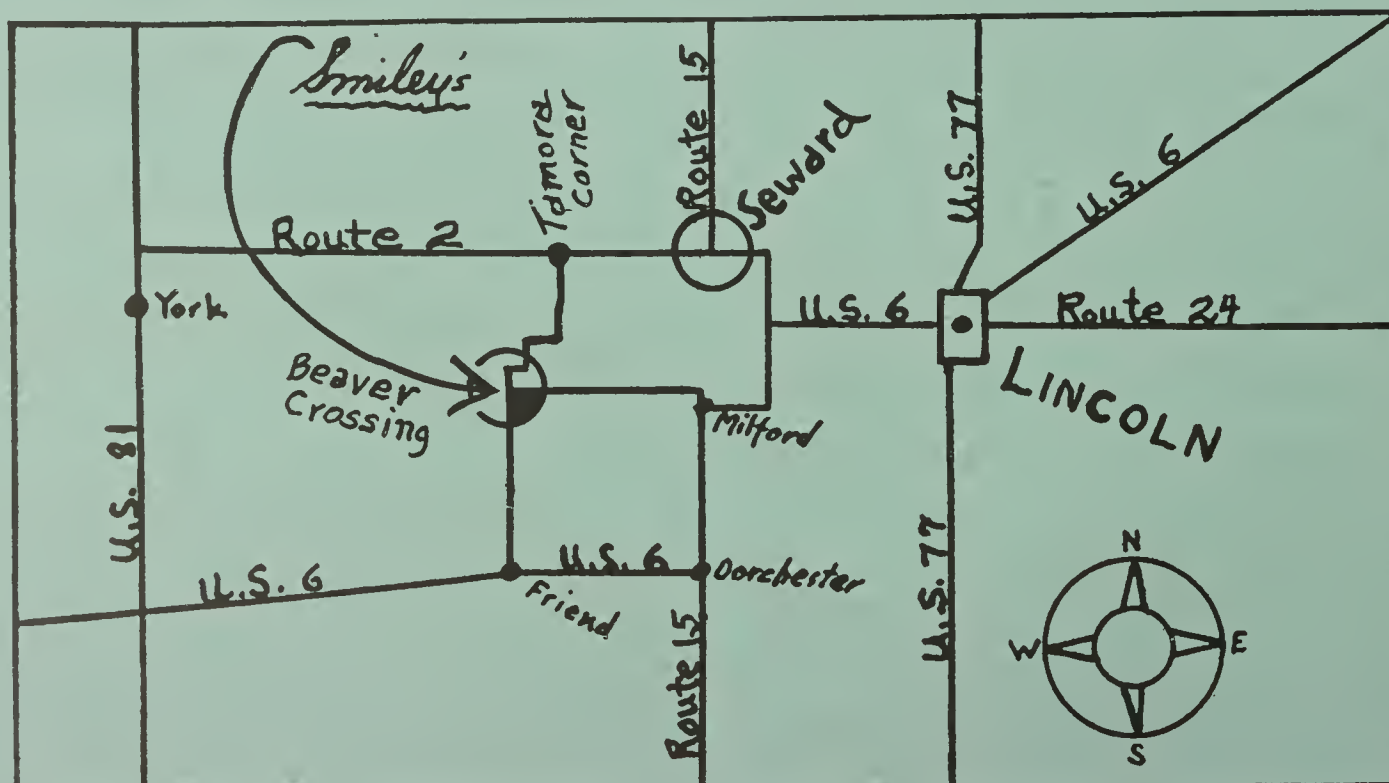 Smiley's
Tamora
Corner
Route 15
Seward
U.S. 77
U.S. 6
Route 2
York
U.S. 6
Route 24
LINCOLN
Beaver
Crossing
Milford
U.S. 81
U.S. 6
U.S. 6
Friend
Dorchester
Route 15
U.S. 77
N
W
E
S